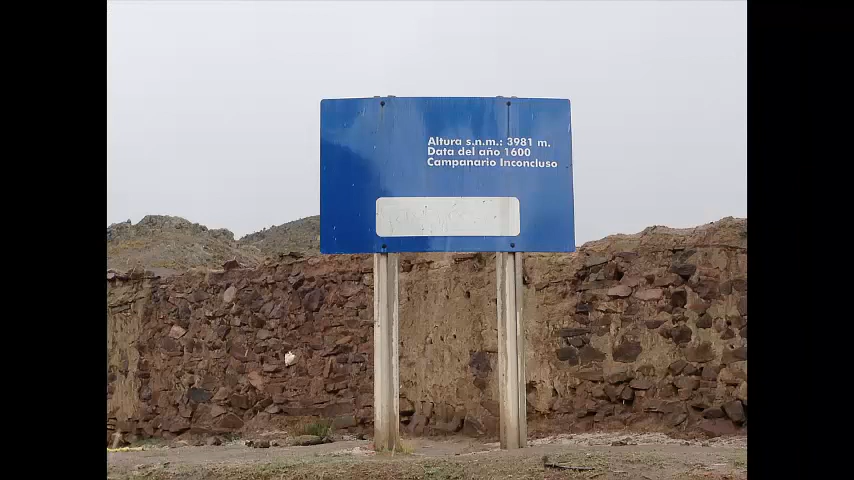 Altura s.n.m.: 3981 m.
Data del año 1600
Campanario Inconcluso